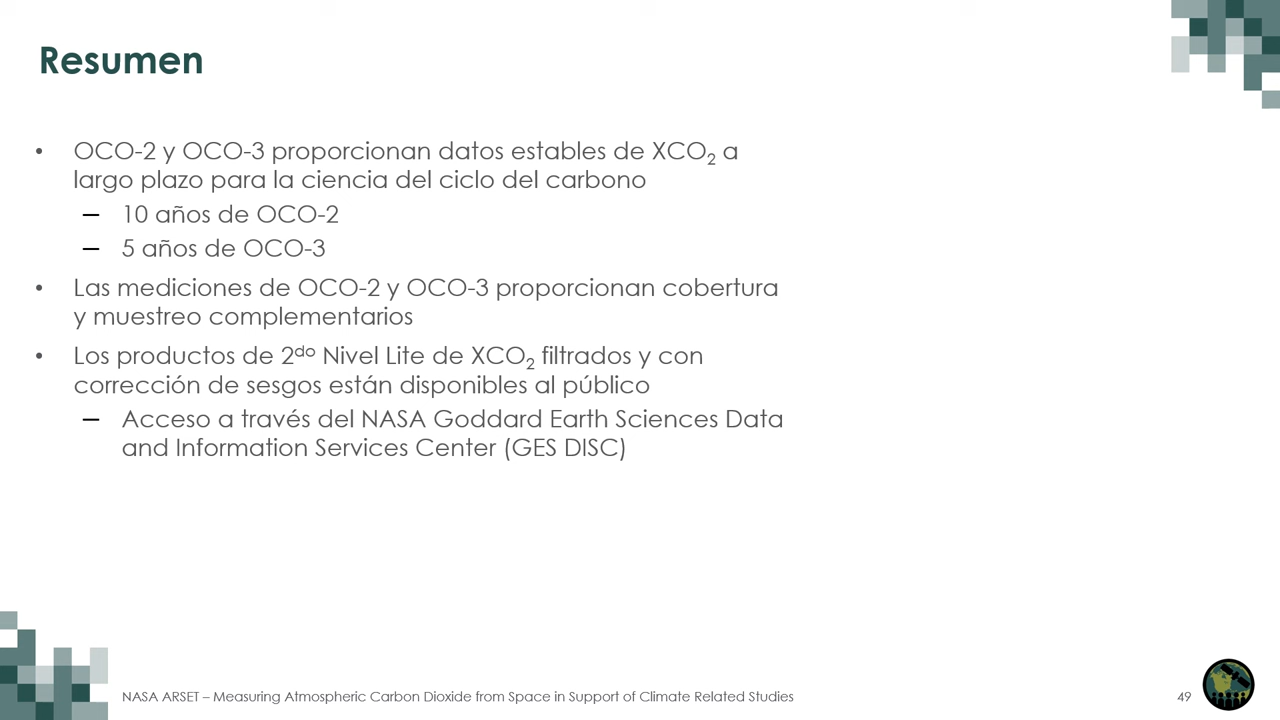 Resumen
• OCO-2 y OCO-3 proporcionan datos estables de XCO₂ a
largo plazo para la ciencia del ciclo del carbono
– 10 años de OCO-2
– 5 años de OCO-3
• Las mediciones de OCO-2 y OCO-3 proporcionan cobertura
y muestreo complementarios
• Los productos de 2ᵈᵒ Nivel Lite de XCO₂ filtrados y con
corrección de sesgos están disponibles al público
– Acceso a través del NASA Goddard Earth Sciences Data
and Information Services Center (GES DISC)
NASA ARSET – Measuring Atmospheric Carbon Dioxide from Space in Support of Climate Related Studies
49